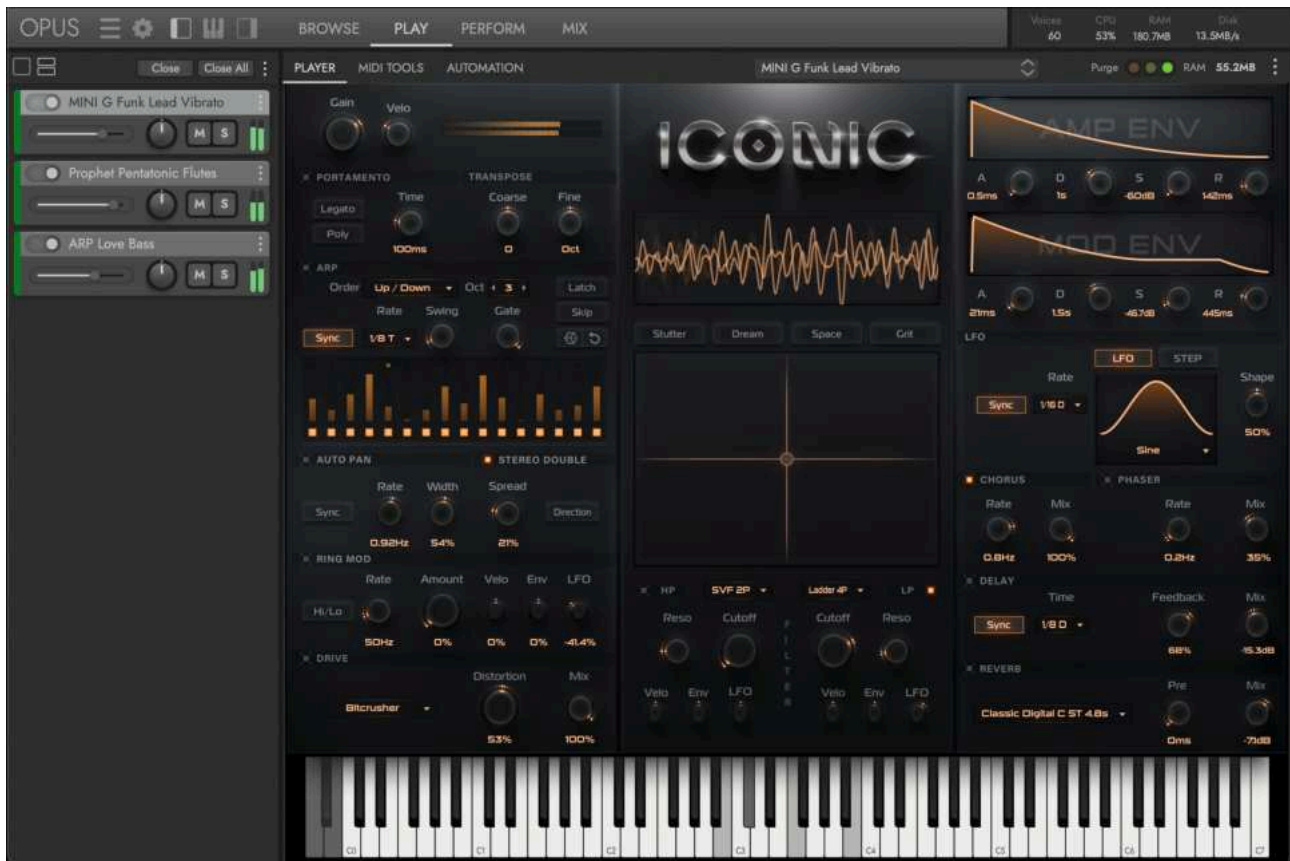 OPUS BROWSE PLAY PERFORM MIX
Voices CPU RAM Disk
60 53% 180.7MB 13.5MB/s
Close Close All
PLAYER MIDI TOOLS AUTOMATION MINI G Funk Lead Vibrato Purge RAM 55.2MB
MINI G Funk Lead Vibrato
M S
Prophet Pentatonic Flutes
M S
ARP Love Bass
M S
Gain Velo
PORTAMENTO TRANSPOSE
Legato Time Coarse Fine
Poly
100ms 0 0ct
ARP
Order Up / Down Oct 3 Latch
Rate Swing Gate Skip
Sync 1/8 T
AUTO PAN STEREO DOUBLE
Rate Width Spread
Sync Direction
0.92Hz 54% 21%
RING MOD
Rate Amount Velo Env LFO
Hi/Lo
50Hz 0% 0% 0% -41.4%
DRIVE
Distortion Mix
Bitcrusher
53% 100%
ICONIC
Stutter Dream Space Grit
HP SVF 2P Ladder 4P LP
Reso Cutoff Cutoff Reso
FILTER
Velo Env LFO Velo Env LFO
AMP ENV
A D S R
0.5ms 1s -60dB 142ms
MOD ENV
A D S R
21ms 1.5s -46.7dB 445ms
LFO
LFO STEP
Rate Shape
Sync 1/16 D
50%
Sine
CHORUS PHASER
Rate Mix Rate Mix
0.8Hz 100% 0.2Hz 35%
DELAY
Time Feedback Mix
Sync 1/8 D
68% -15.3dB
REVERB
Pre Mix
Classic Digital C ST 4.8s
0ms -7.1dB
C0 C1 C2 C3 C4 C5 C6 C7